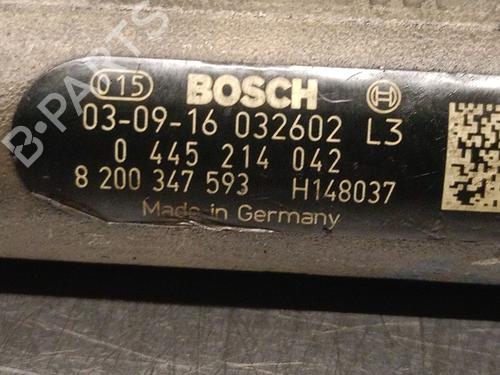 015 BOSCH
03-09-16 032602 L3
0 445 214 042
8 200 347 593 H148037
Made in Germany
B-PARTS